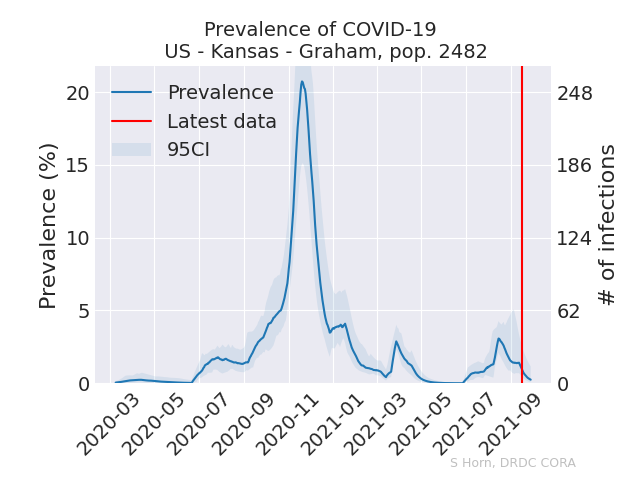 Prevalence of COVID-19
US - Kansas - Graham, pop. 2482
Prevalence
Latest data
95CI
Prevalence (%)
20
15
10
5
0
248
186
124
62
0
# of infections
2020-03
2020-05
2020-07
2020-09
2020-11
2021-01
2021-03
2021-05
2021-07
2021-09
S Horn, DRDC CORA